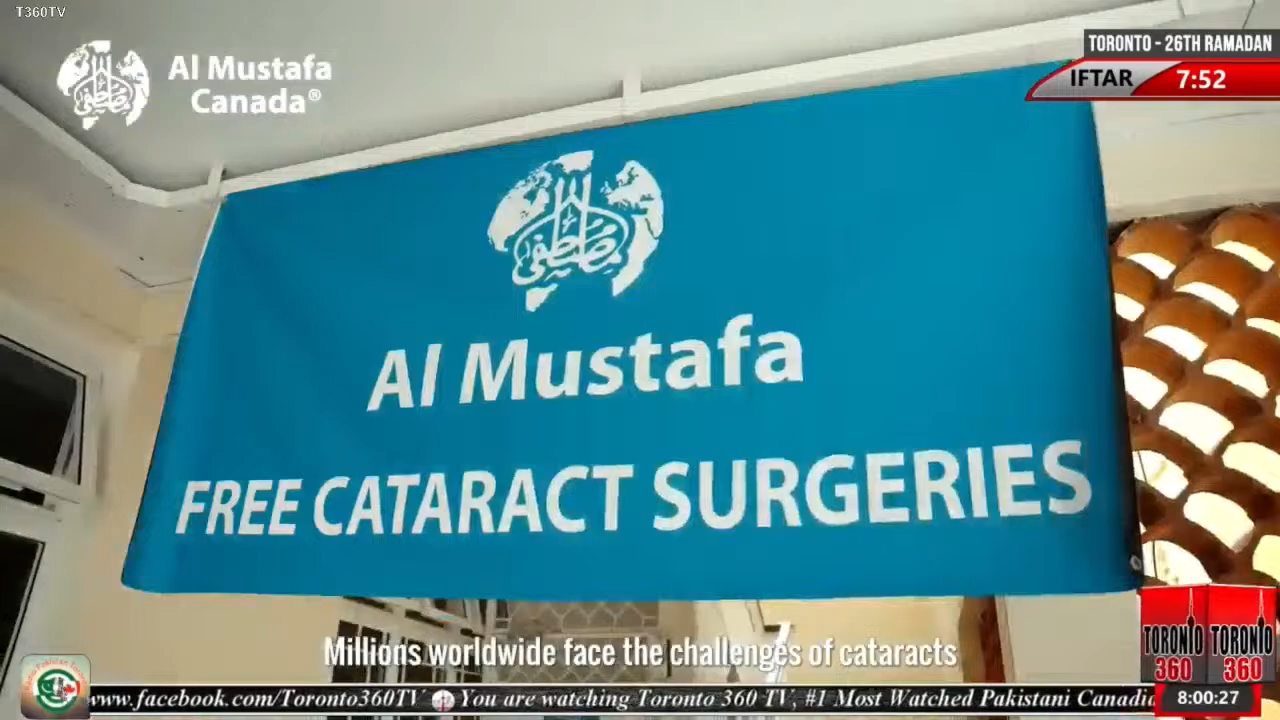 T360TV
Al Mustafa
Canada®
TORONTO - 26TH RAMADAN
IFTAR 7:52
مصطفى
Al Mustafa
FREE CATARACT SURGERIES
Millions worldwide face the challenges of cataracts
TORONTO 360 TORONTO 360
www.facebook.com/Toronto360TV You are watching Toronto 360 TV, #1 Most Watched Pakistani Canadi
8:00:27